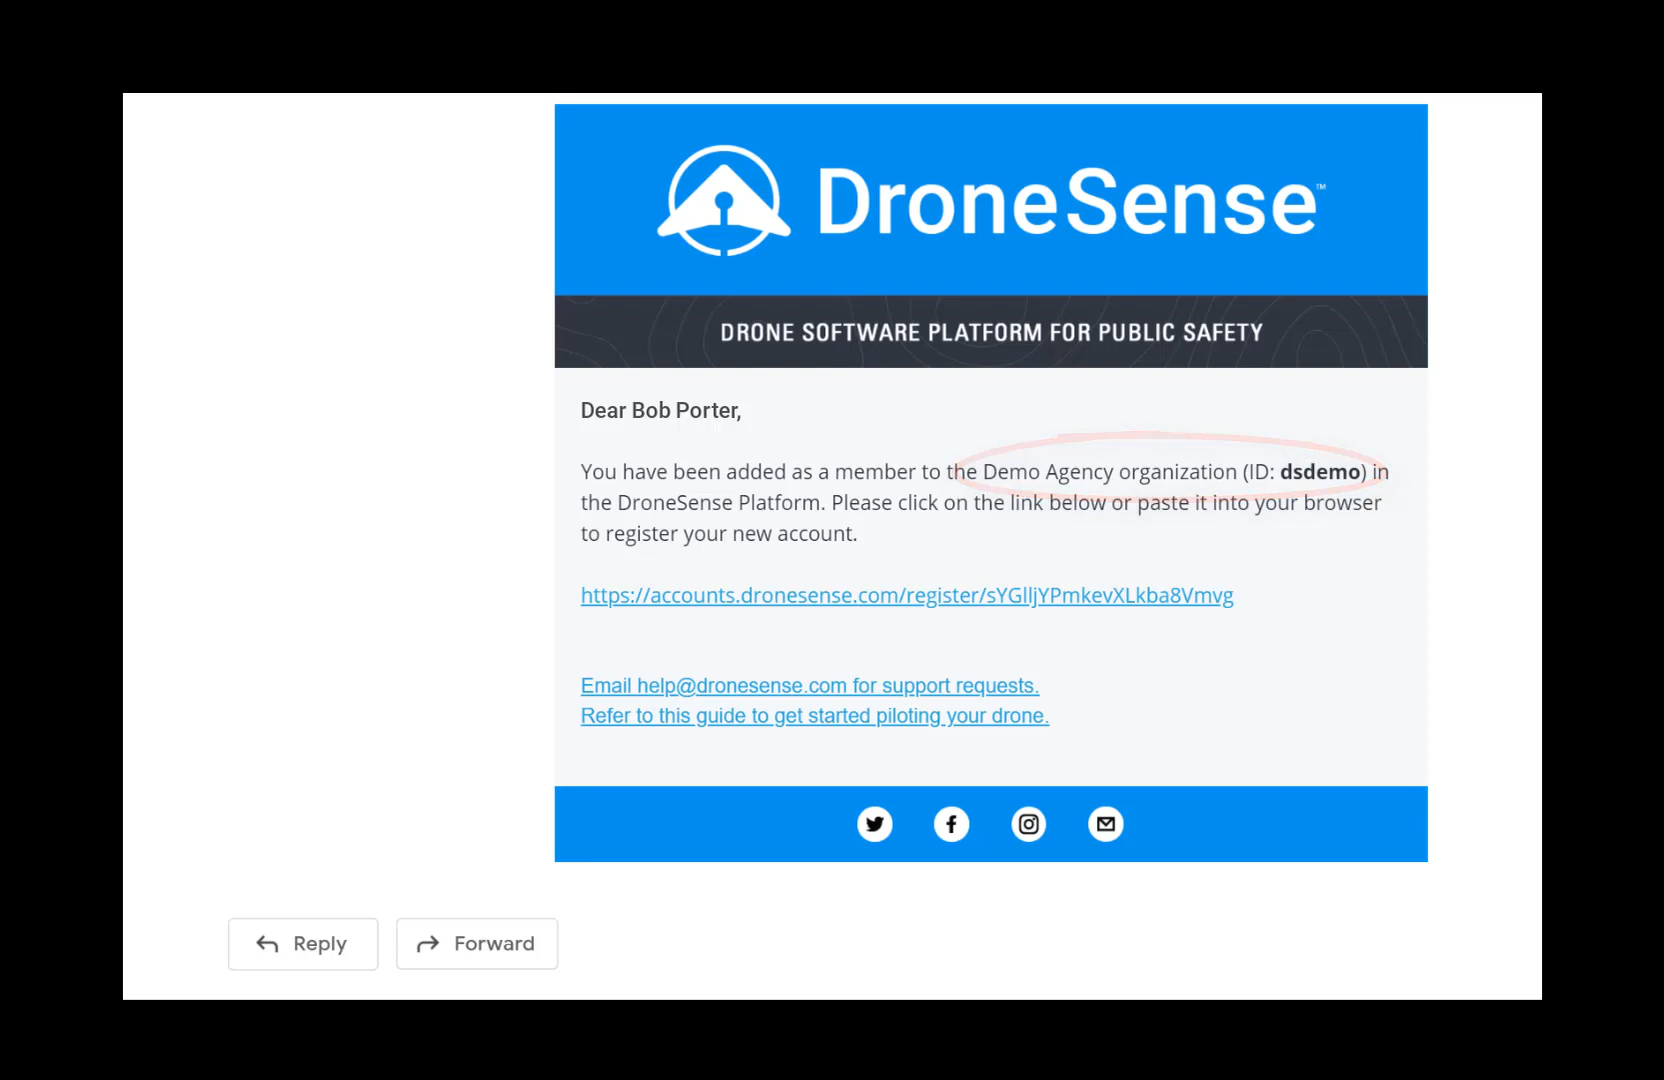 DroneSense™
DRONE SOFTWARE PLATFORM FOR PUBLIC SAFETY
Dear Bob Porter,
You have been added as a member to the Demo Agency organization (ID: dsdemo) in
the DroneSense Platform. Please click on the link below or paste it into your browser
to register your new account.
https://accounts.dronesense.com/register/sYGlljYPmkevXLkba8Vmvg
Email help@dronesense.com for support requests.
Refer to this guide to get started piloting your drone.
Reply
Forward